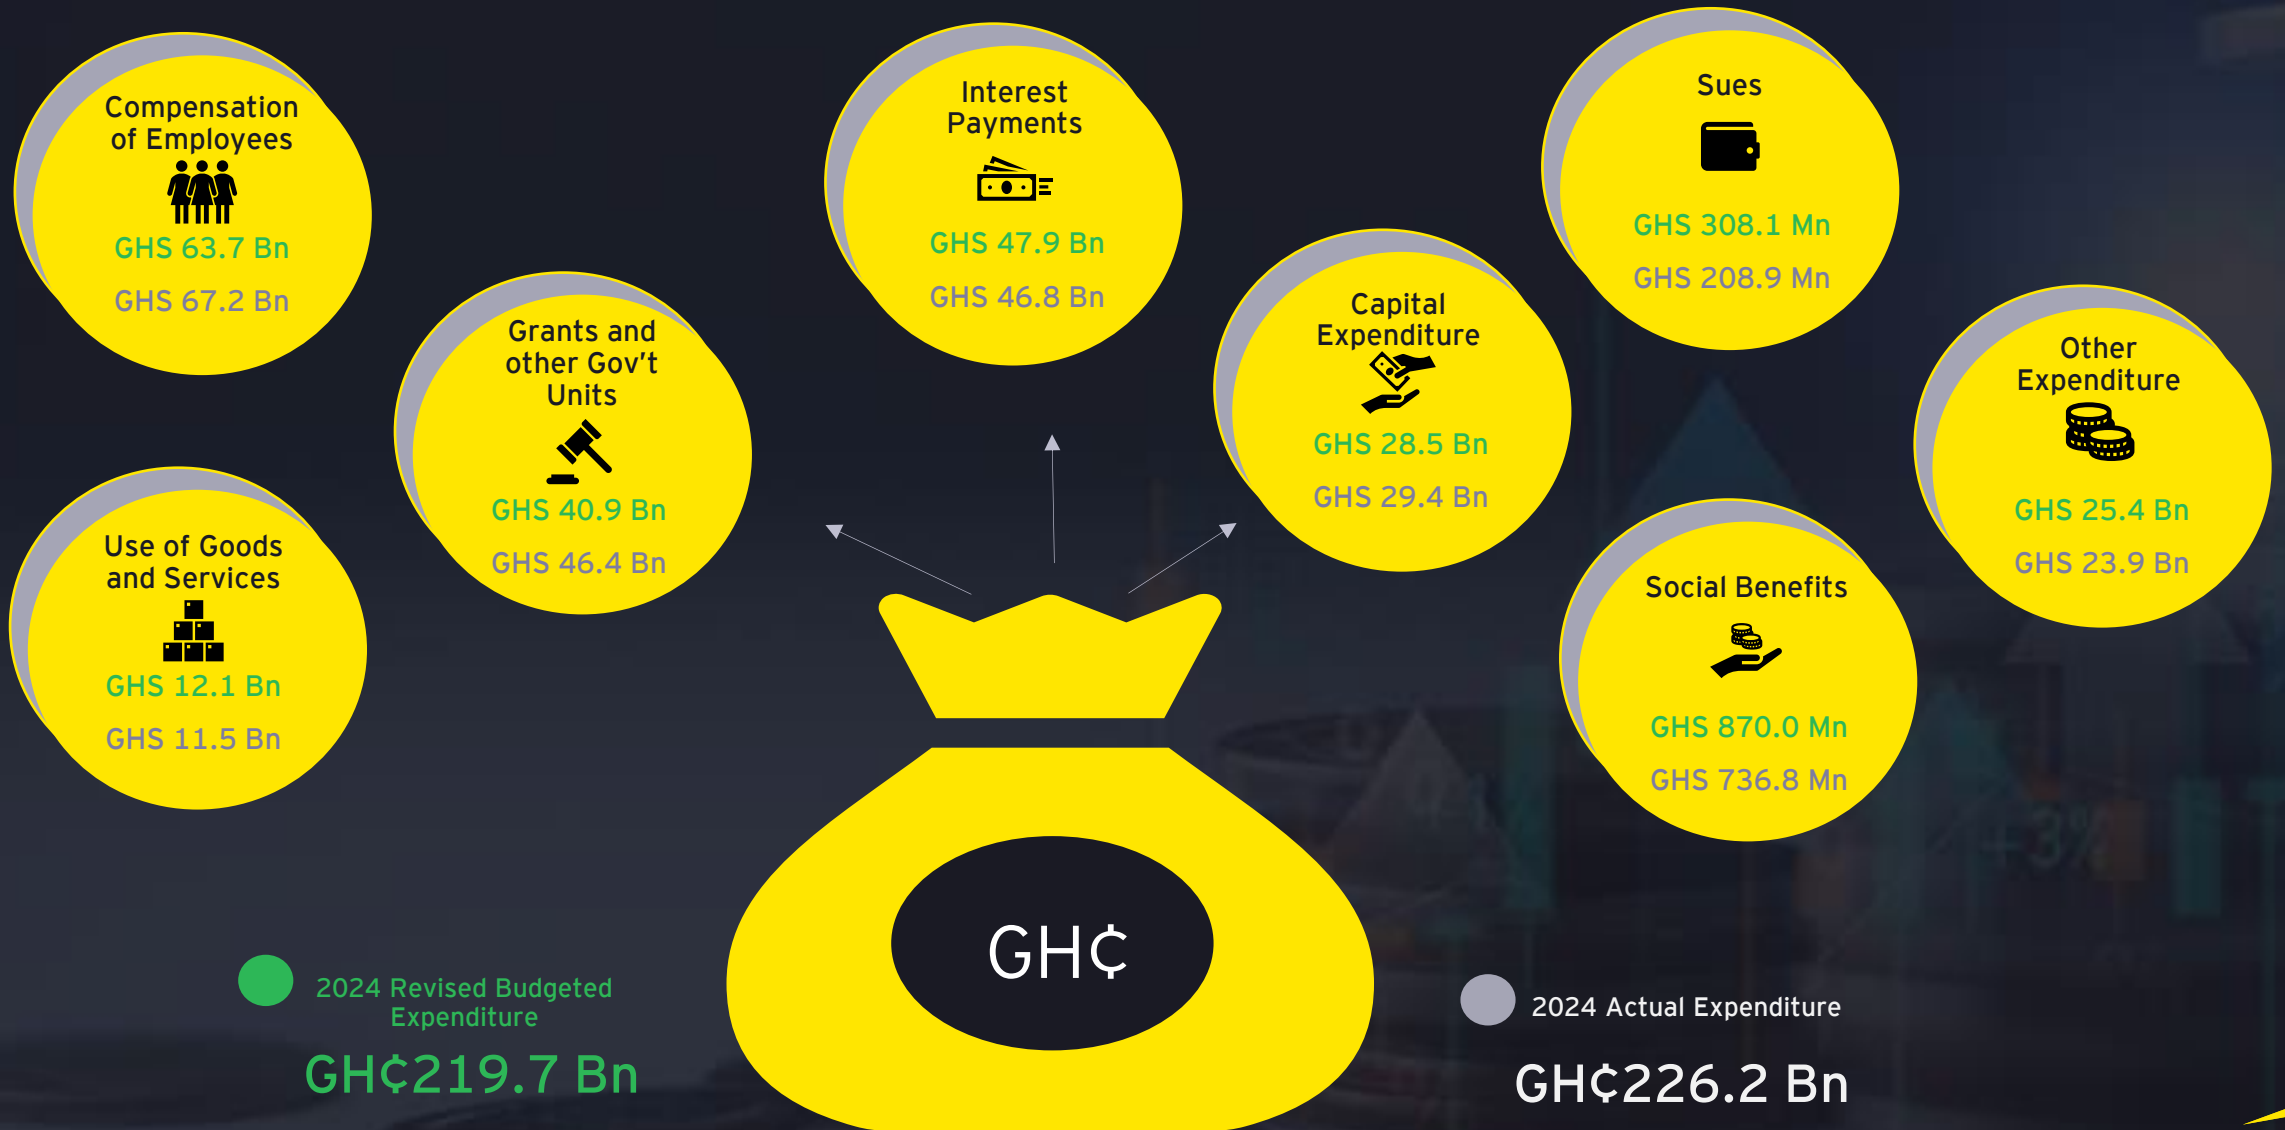 Compensation
of Employees
GHS 63.7 Bn
GHS 67.2 Bn
Grants and
other Gov't
Units
GHS 40.9 Bn
GHS 46.4 Bn
Use of Goods
and Services
GHS 12.1 Bn
GHS 11.5 Bn
Interest
Payments
GHS 47.9 Bn
GHS 46.8 Bn
Capital
Expenditure
GHS 28.5 Bn
GHS 29.4 Bn
Sues
GHS 308.1 Mn
GHS 208.9 Mn
Other
Expenditure
GHS 25.4 Bn
GHS 23.9 Bn
Social Benefits
GHS 870.0 Mn
GHS 736.8 Mn
+3%
GH₵
2024 Revised Budgeted
Expenditure
GH₵219.7 Bn
2024 Actual Expenditure
GH₵226.2 Bn